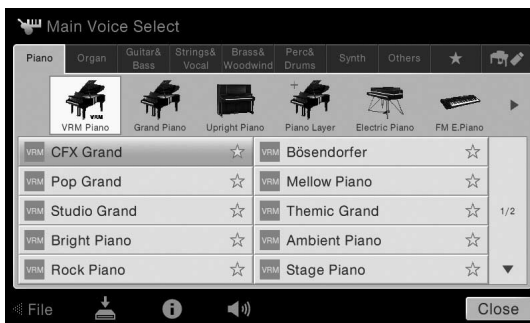 Main Voice Select
Piano
Organ
Guitar&
Bass
Strings&
Vocal
Brass&
Woodwind
Perc&
Drums
Synth
Others
VRM
VRM Piano
Grand Piano
Upright Piano
Piano Layer
Electric Piano
FM E.Piano
VRM CFX Grand
VRM Bösendorfer
VRM Pop Grand
VRM Mellow Piano
VRM Studio Grand
VRM Themic Grand
1/2
VRM Bright Piano
VRM Ambient Piano
VRM Rock Piano
VRM Stage Piano
File
Close